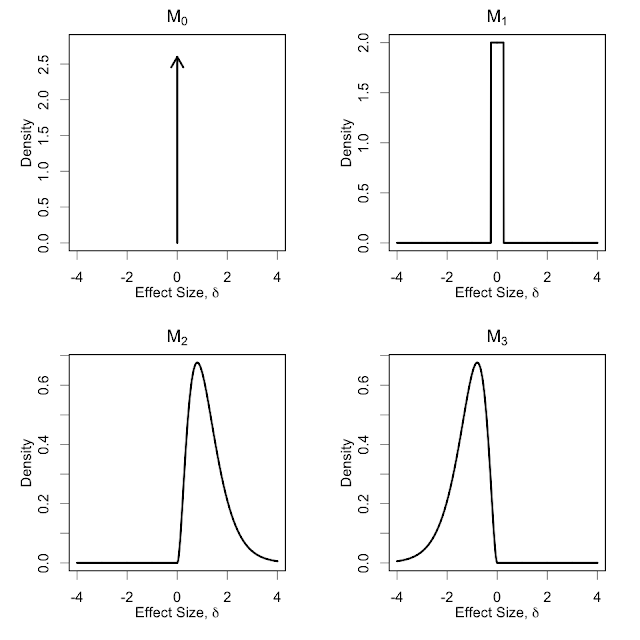 M₀
Density
0.0 0.5 1.0 1.5 2.0 2.5
-4 -2 0 2 4
Effect Size, δ
M₁
Density
0.0 0.5 1.0 1.5 2.0
-4 -2 0 2 4
Effect Size, δ
M₂
Density
0.0 0.2 0.4 0.6
-4 -2 0 2 4
Effect Size, δ
M₃
Density
0.0 0.2 0.4 0.6
-4 -2 0 2 4
Effect Size, δ